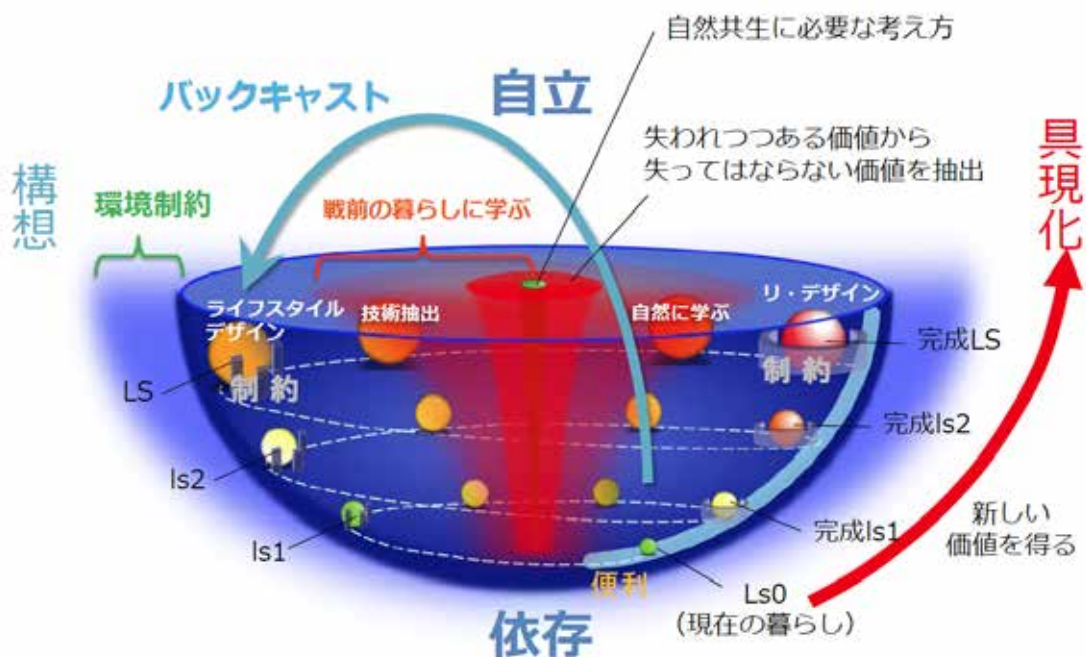 自然共生に必要な考え方
バックキャスト
自立
失われつつある価値から
失ってはならない価値を抽出
具現化
構想
環境制約
戦前の暮らしに学ぶ
ライフスタイル
デザイン
技術抽出
自然に学ぶ
リ・デザイン
完成LS
LS
制約
制約
完成ls2
ls2
完成ls1
ls1
新しい
価値を得る
便利
Ls0
(現在の暮らし)
依存